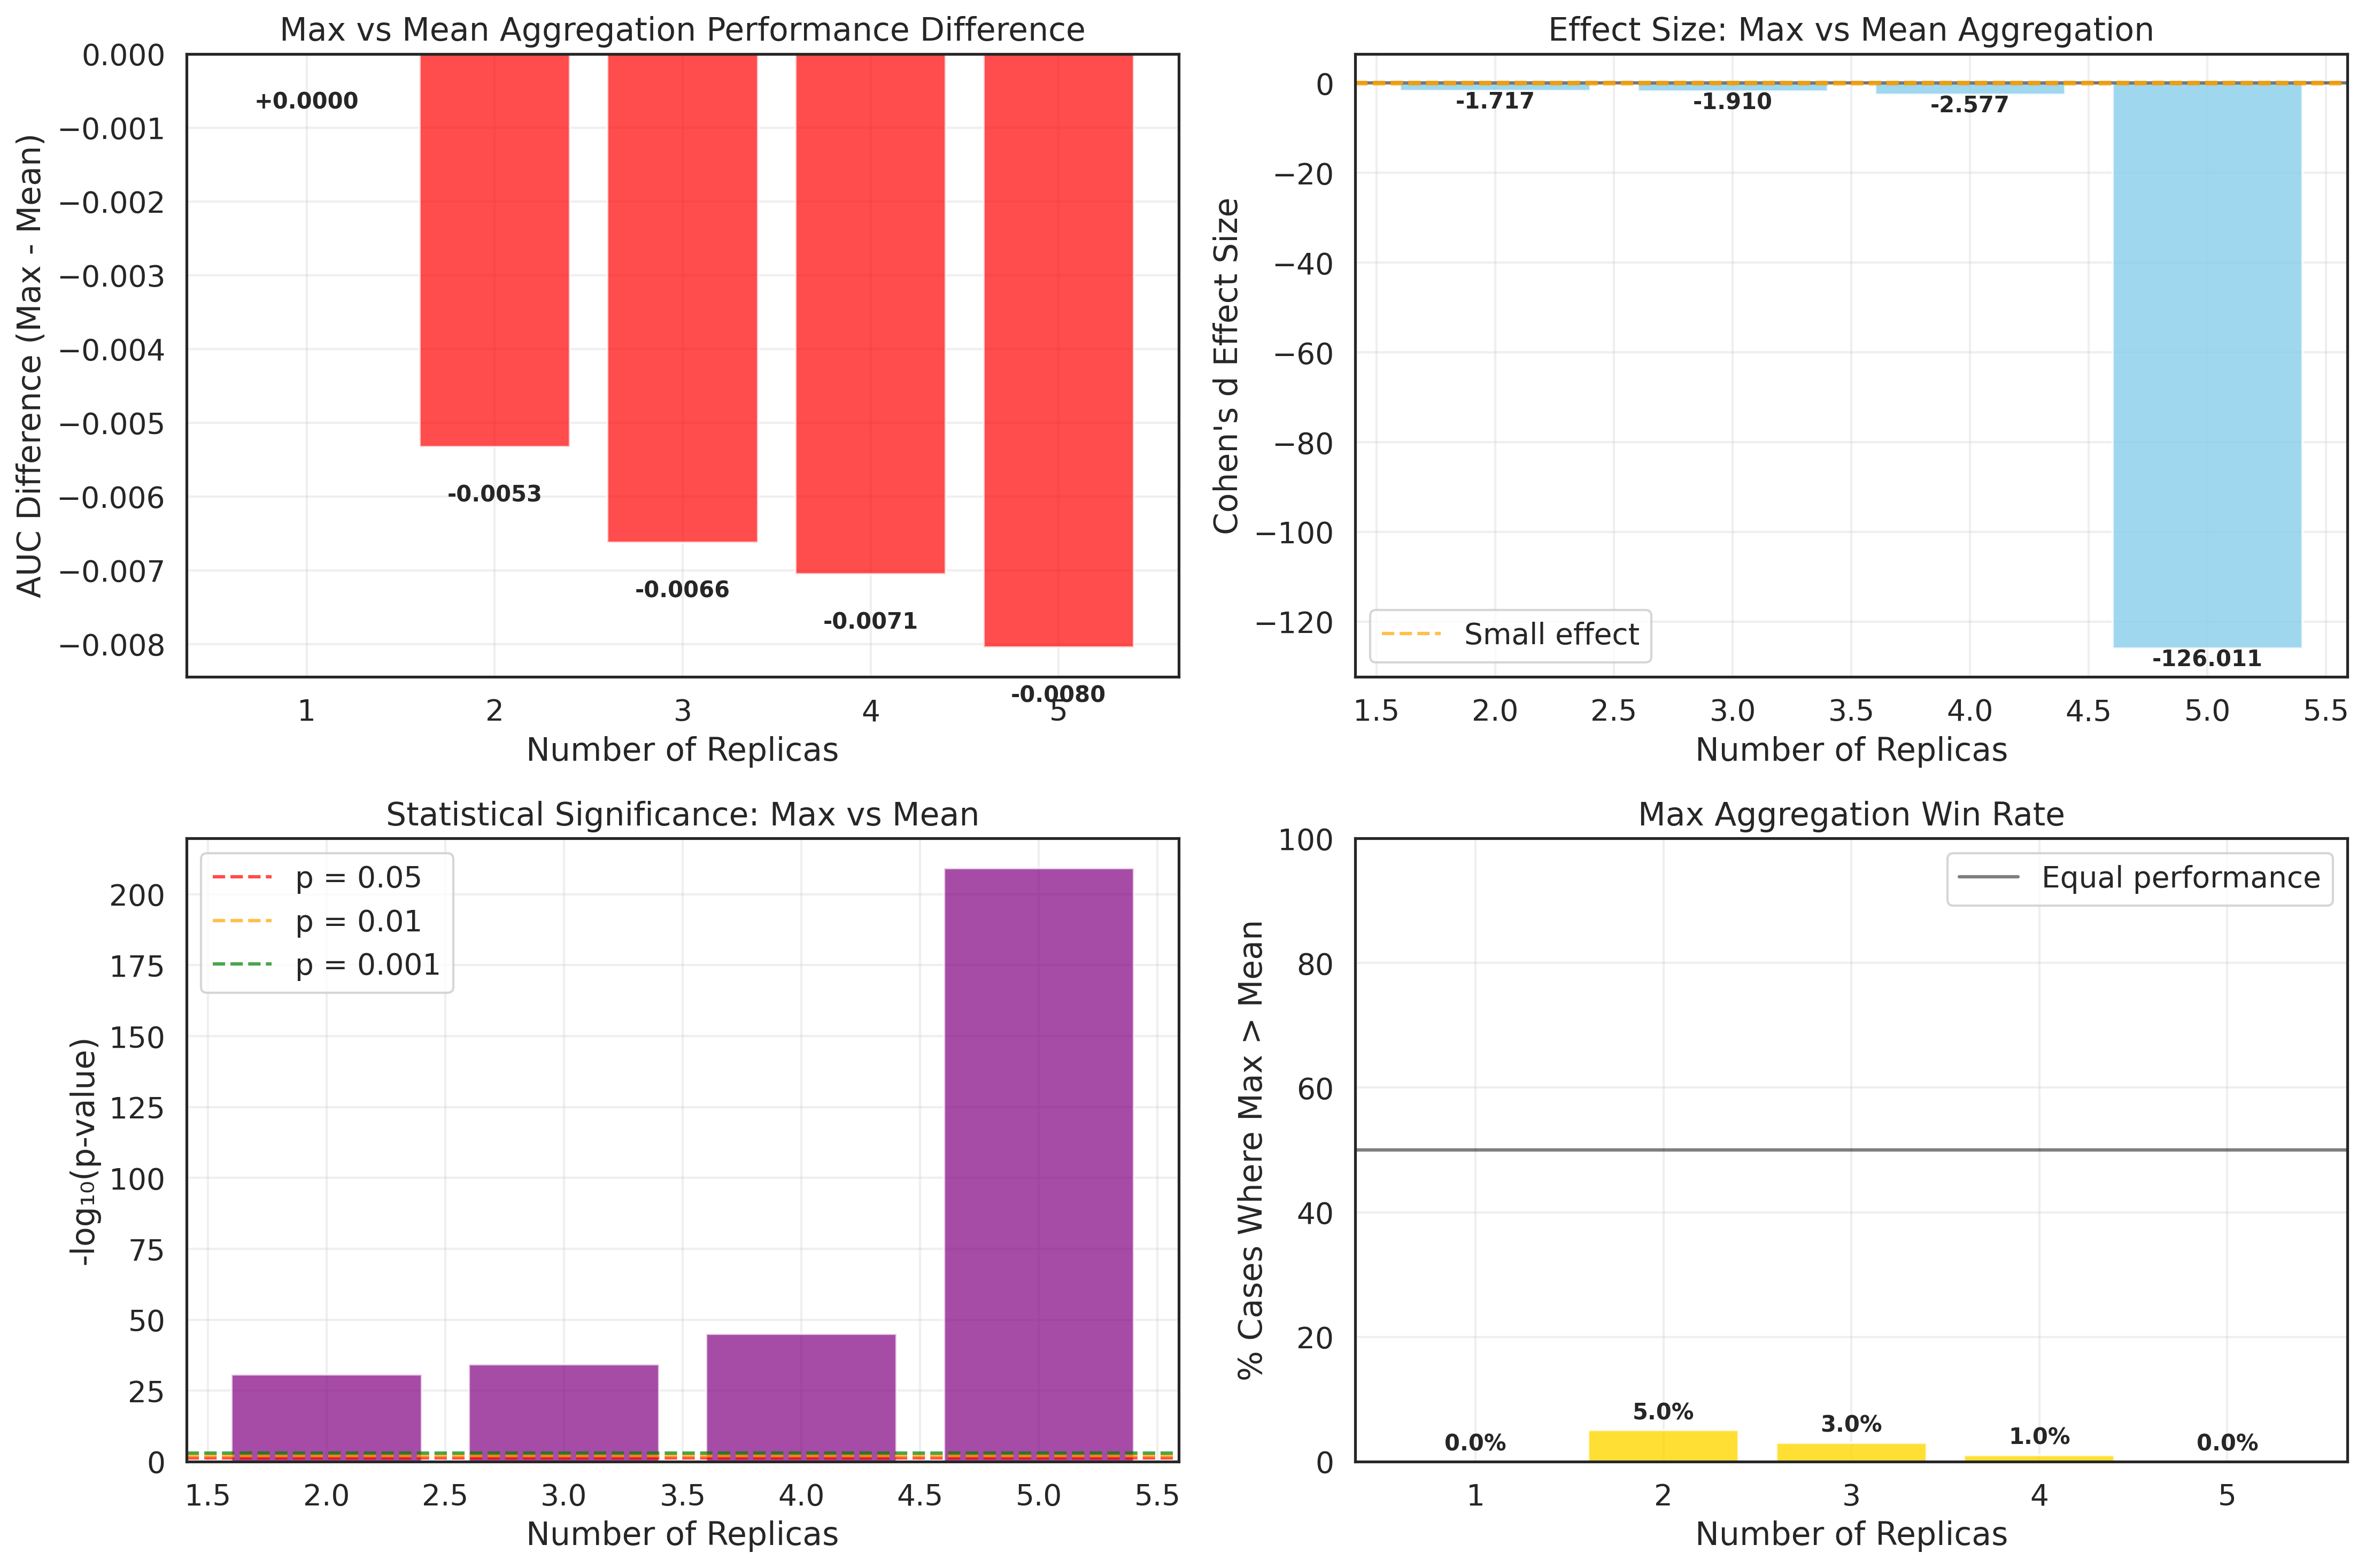 Max vs Mean Aggregation Performance Difference
AUC Difference (Max - Mean)
0.000
−0.001
−0.002
−0.003
−0.004
−0.005
−0.006
−0.007
−0.008
+0.0000
-0.0053
-0.0066
-0.0071
-0.0080
1 2 3 4 5
Number of Replicas
Effect Size: Max vs Mean Aggregation
Cohen's d Effect Size
0
−20
−40
−60
−80
−100
−120
-1.717
-1.910
-2.577
-126.011
Small effect
1.5 2.0 2.5 3.0 3.5 4.0 4.5 5.0 5.5
Number of Replicas
Statistical Significance: Max vs Mean
-log₁₀(p-value)
200
175
150
125
100
75
50
25
0
p = 0.05
p = 0.01
p = 0.001
1.5 2.0 2.5 3.0 3.5 4.0 4.5 5.0 5.5
Number of Replicas
Max Aggregation Win Rate
% Cases Where Max > Mean
100
80
60
40
20
0
Equal performance
0.0%
5.0%
3.0%
1.0%
0.0%
1 2 3 4 5
Number of Replicas